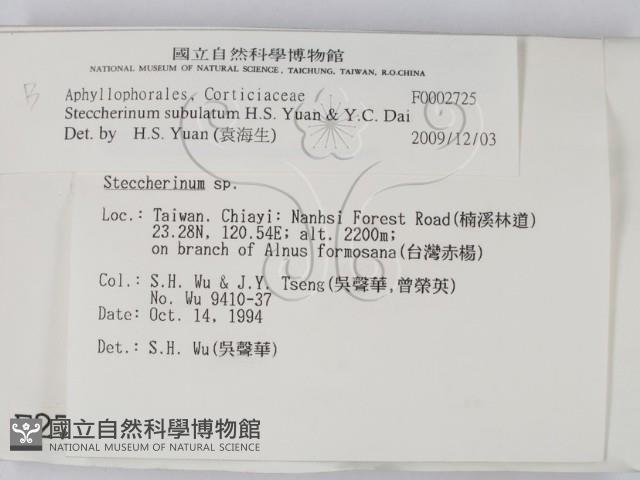 國立自然科學博物館
NATIONAL MUSEUM OF NATURAL SCIENCE, TAICHUNG, TAIWAN, R.O.CHINA
B
Aphyllophorales, Corticiaceae F0002725
Steccherinum subulatum H.S. Yuan & Y.C. Dai
Det. by H.S. Yuan (袁海生) 2009/12/03
Steccherinum sp.
Loc.: Taiwan. Chiayi: Nanhsi Forest Road(楠溪林道)
23.28N, 120.54E; alt. 2200m;
on branch of Alnus formosana(台灣赤楊)
Col.: S.H. Wu & J.Y. Tseng(吳聲華,曾榮英)
No. Wu 9410-37
Date: Oct. 14, 1994
Det.: S.H. Wu(吳聲華)
國立自然科學博物館
NATIONAL MUSEUM OF NATURAL SCIENCE